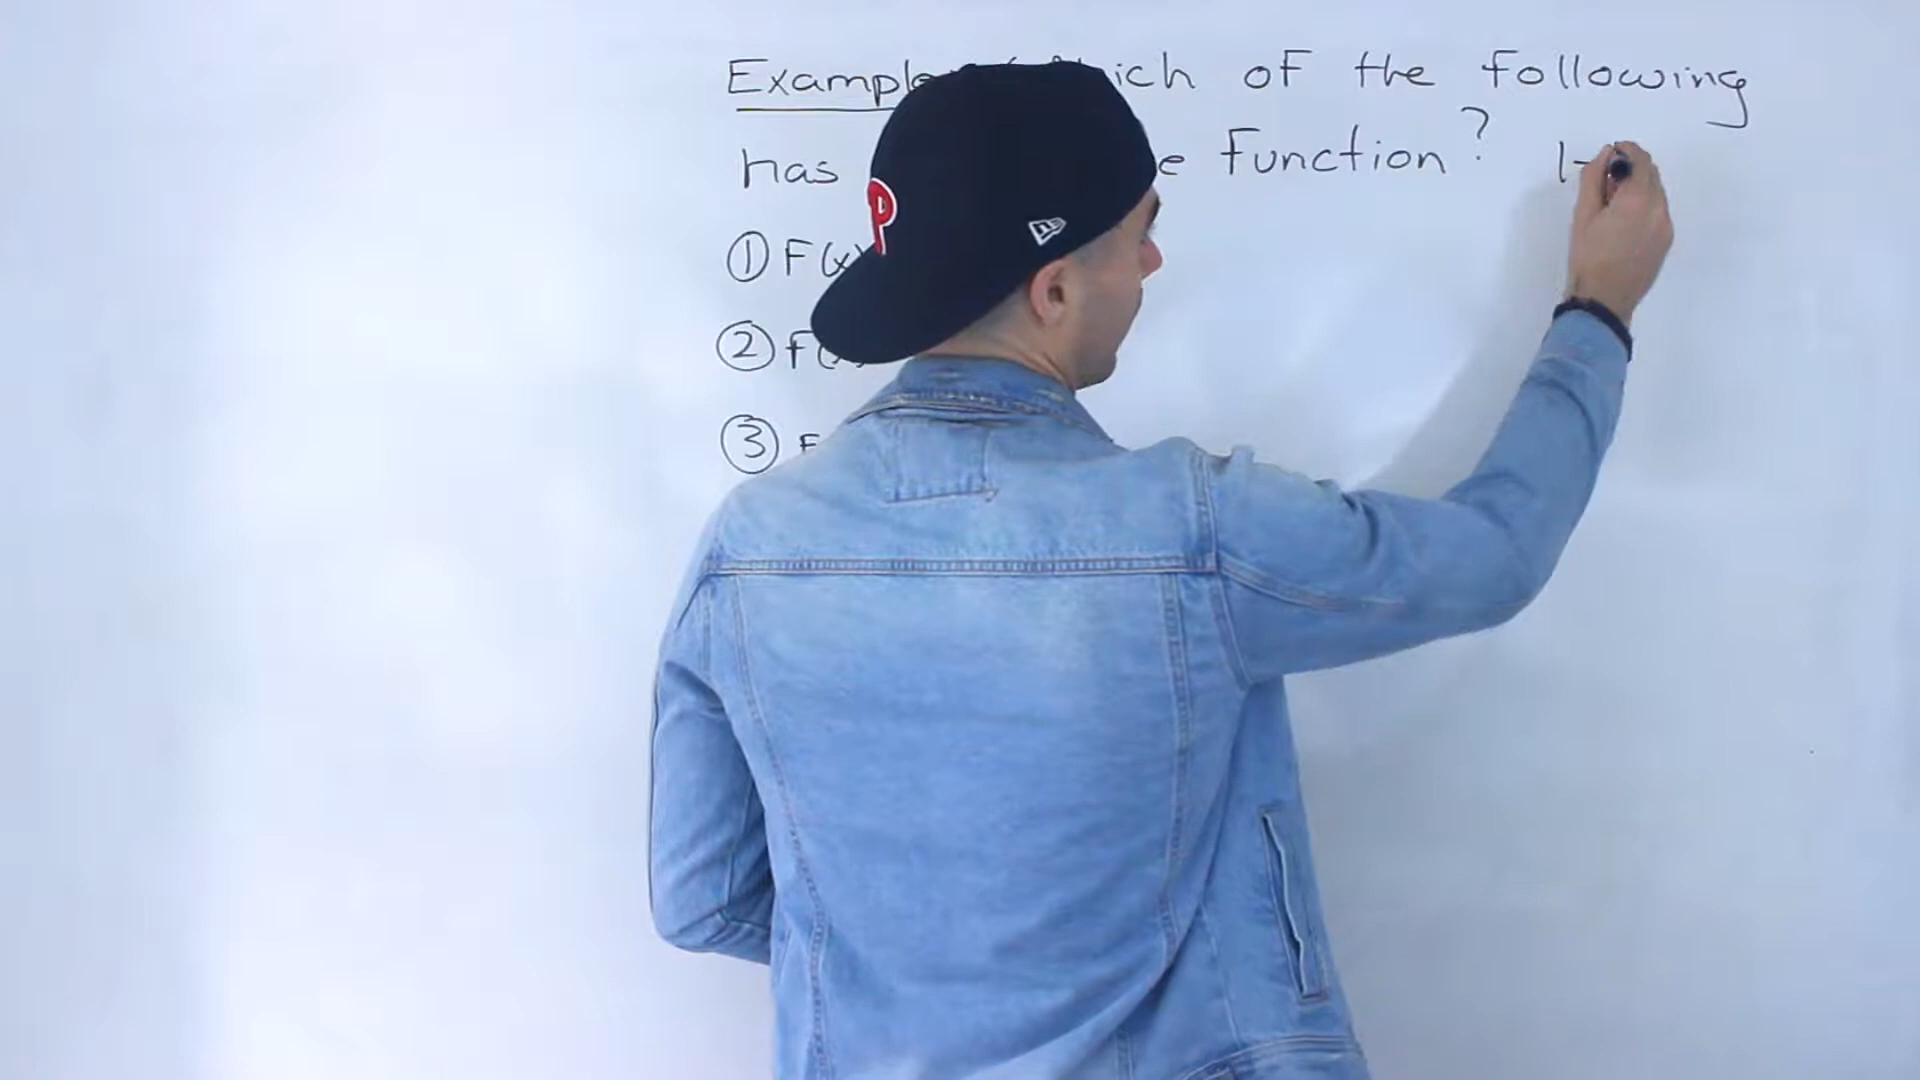 Example which of the following
has function ? 1-
① F(x)
② f(x)
③ F
P